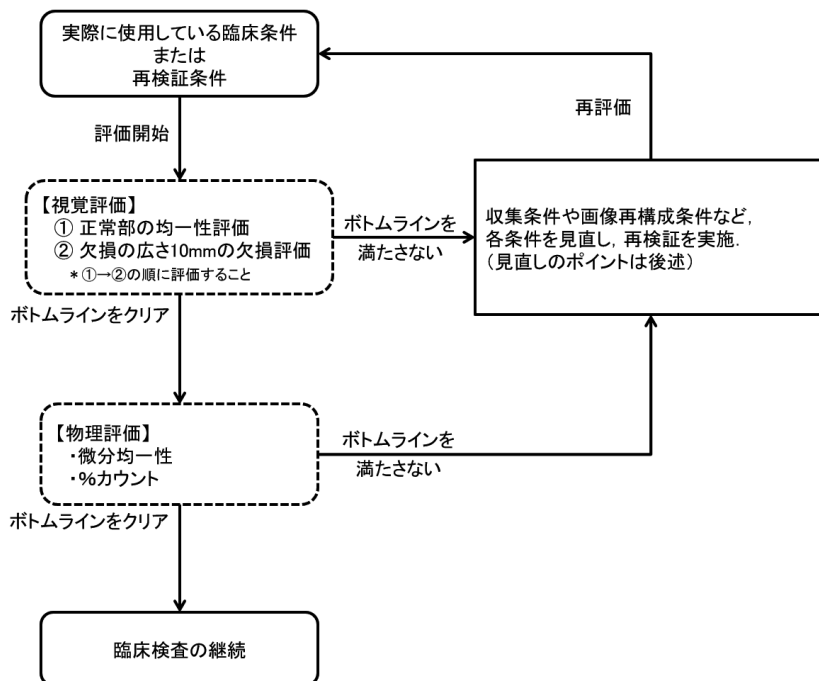 実際に使用している臨床条件
または
再検証条件
評価開始
再評価
【視覚評価】
① 正常部の均一性評価
② 欠損の広さ10mmの欠損評価
＊①→②の順に評価すること
ボトムラインを
満たさない
収集条件や画像再構成条件など，
各条件を見直し，再検証を実施．
（見直しのポイントは後述）
ボトムラインをクリア
【物理評価】
・微分均一性
・％カウント
ボトムラインを
満たさない
ボトムラインをクリア
臨床検査の継続